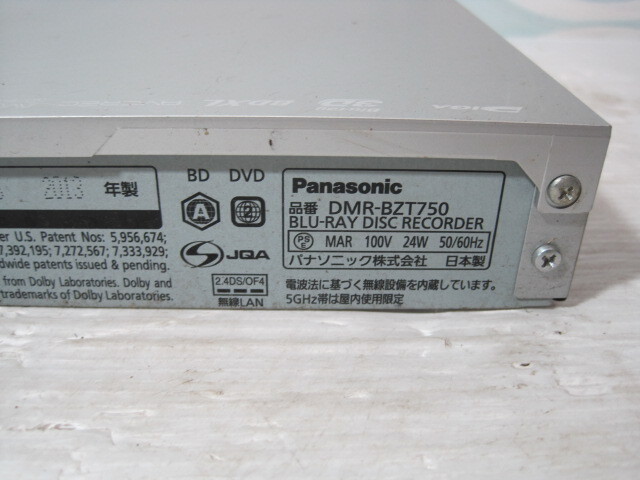 2013 年製
BD DVD
A
2
JQA
Panasonic
品番 DMR-BZT750
BLU-RAY DISC RECORDER
PS E MAR 100V 24W 50/60Hz
パナソニック株式会社 日本製
er U.S. Patent Nos: 5,956,674;
7,392,195; 7,272,567; 7,333,929;
dwide patents issued & pending.
from Dolby Laboratories. Dolby and
trademarks of Dolby Laboratories.
2.4DS/OF4
無線LAN
電波法に基づく無線設備を内蔵しています。
5GHz帯は屋内使用限定